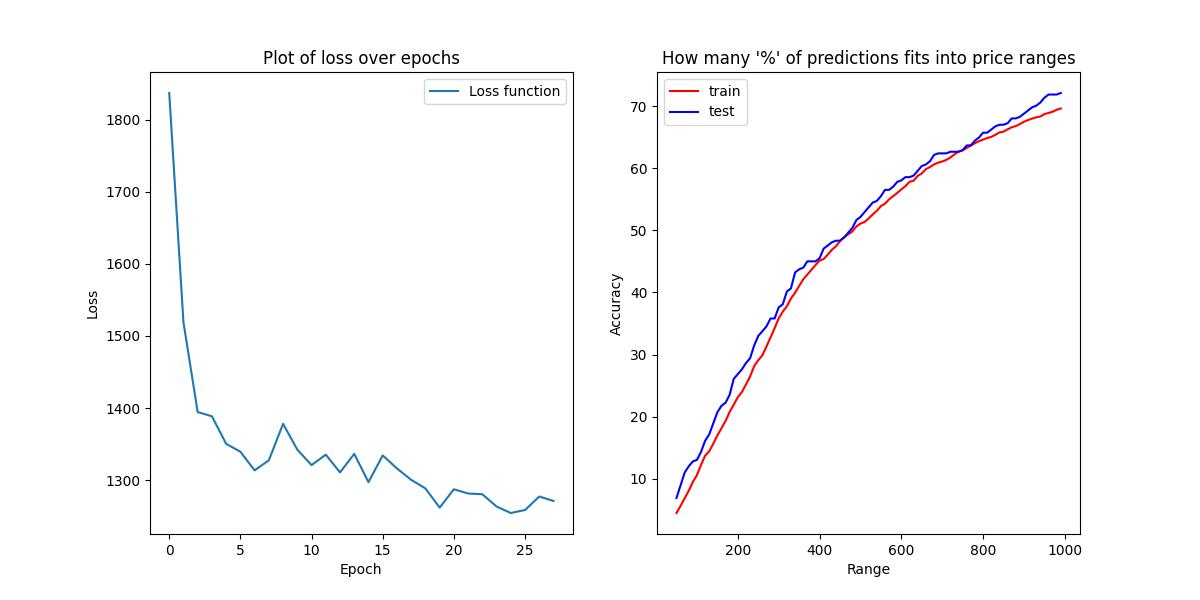 Plot of loss over epochs
Loss function
1800
1700
1600
1500
1400
1300
Loss
0 5 10 15 20 25
Epoch
How many '%' of predictions fits into price ranges
train
test
70
60
50
40
30
20
10
Accuracy
200 400 600 800 1000
Range